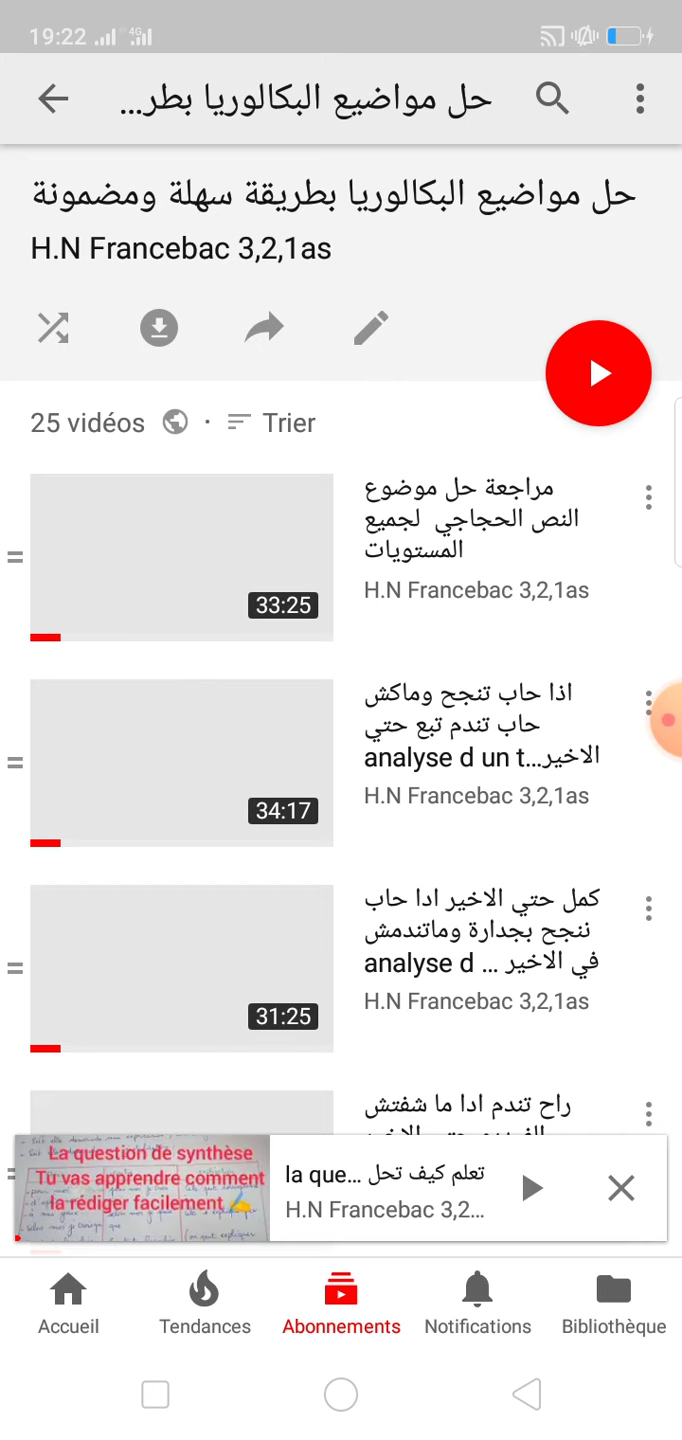 19:22
4G
حل مواضيع البكالوريا بطر...
حل مواضيع البكالوريا بطريقة سهلة ومضمونة
H.N Francebac 3,2,1as
25 vidéos · Trier
33:25
مراجعة حل موضوع
النص الحجاجي لجميع
المستويات
H.N Francebac 3,2,1as
34:17
اذا حاب تنجح وماكش
حاب تندم تبع حتي
الاخير...analyse d un t
H.N Francebac 3,2,1as
31:25
كمل حتي الاخير ادا حاب
ننجح بجدارة وماتندمش
في الاخير ... analyse d
H.N Francebac 3,2,1as
راح تندم ادا ما شفتش
La question de synthèse
Tu vas apprendre comment
la rédiger facilement ✍
la que... تعلم كيف تحل
H.N Francebac 3,2...
Accueil
Tendances
Abonnements
Notifications
Bibliothèque